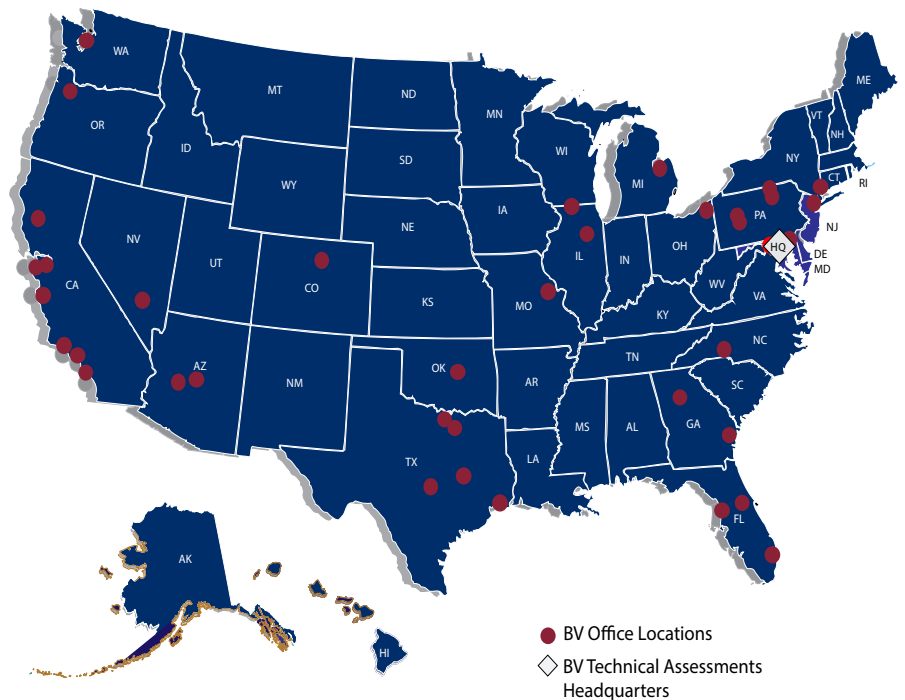 WA
ME
MT
ND
VT
MN
OR
NH
ID
WI
NY
SD
CT
RI
MI
WY
IA
PA
NE
NJ
NV
HQ
OH
IL
IN
DE
UT
MD
CA
CO
WV
VA
KS
MO
KY
NC
TN
AZ
OK
NM
AR
SC
MS
AL
GA
TX
LA
FL
AK
HI
BV Office Locations
BV Technical Assessments
Headquarters